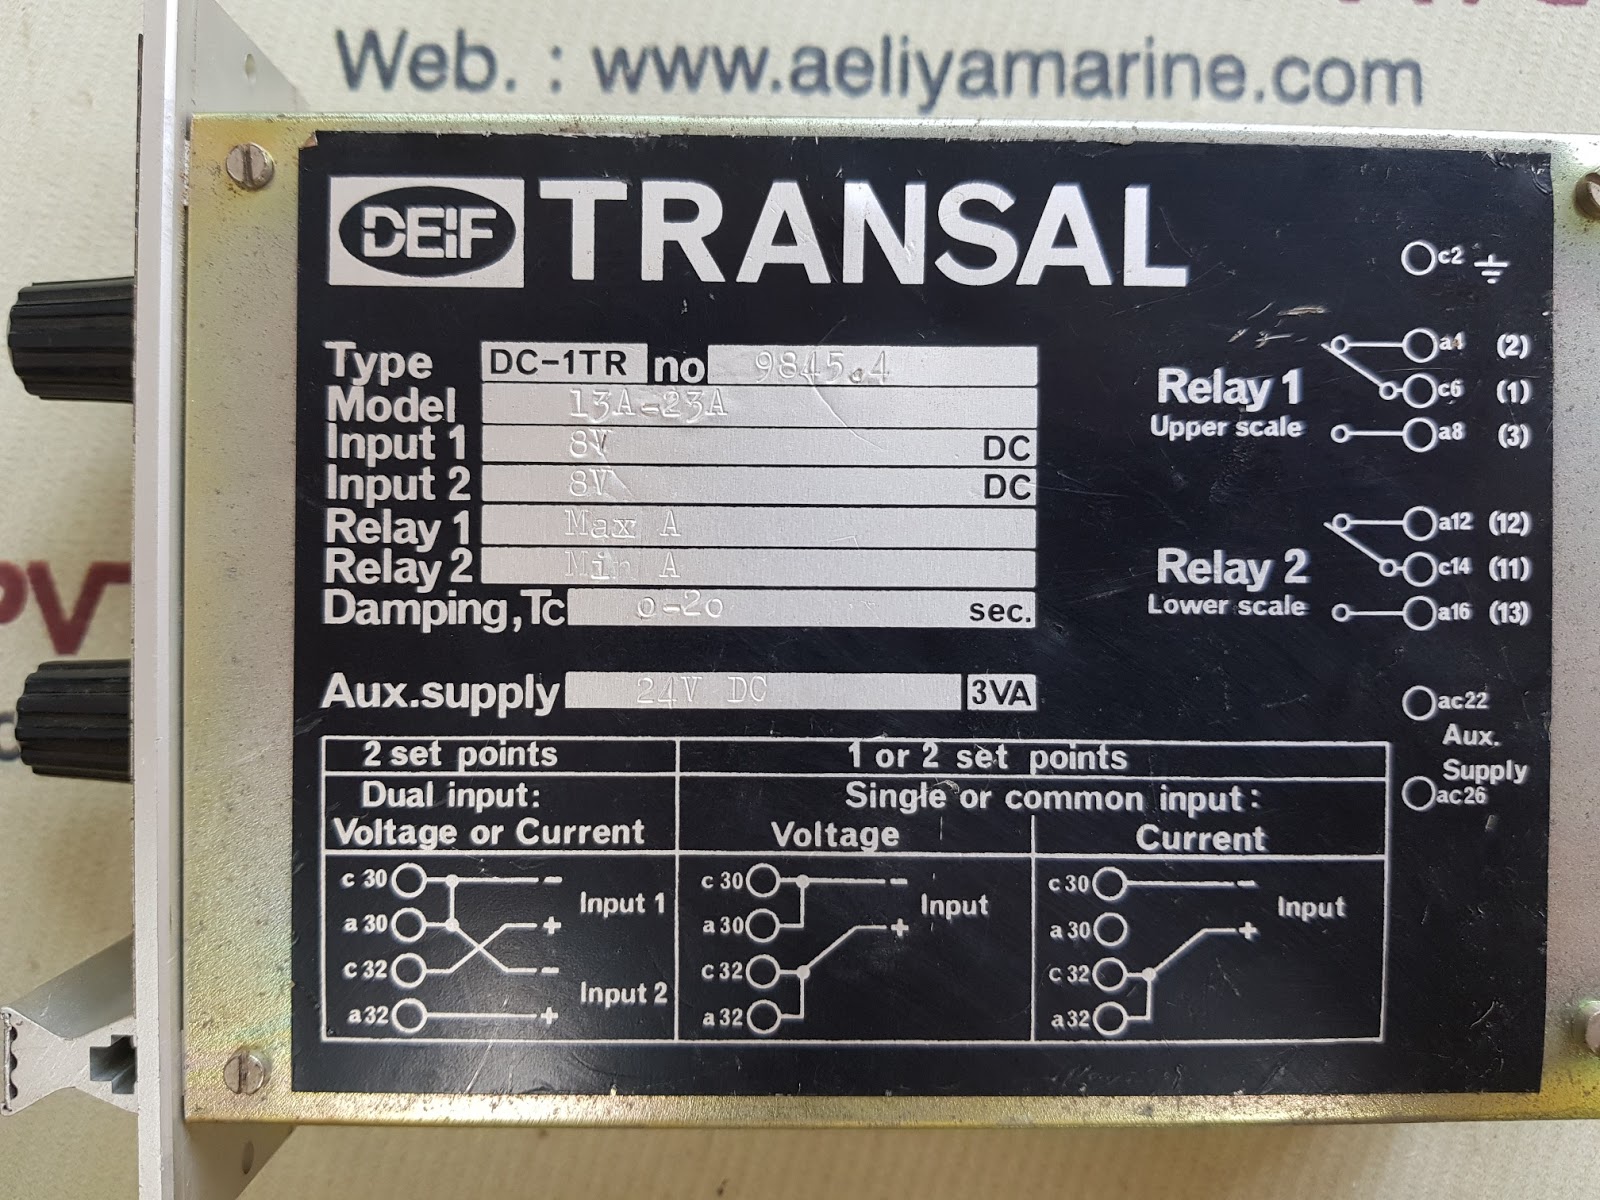 Web. : www.aeliyamarine.com
DEIF TRANSAL
Type DC-1TR no 9845.4
Model 13A-23A
Input 1 8V DC
Input 2 8V DC
Relay 1 Max A
Relay 2 Min A
Damping,Tc 0-20 sec.
Aux.supply 24V DC 3VA
c2
Relay 1
Upper scale
a4 (2)
c6 (1)
a8 (3)
Relay 2
Lower scale
a12 (12)
c14 (11)
a16 (13)
ac22
Aux.
Supply
ac26
2 set points
Dual input:
Voltage or Current
c 30 −
a 30 +
Input 1
c 32 −
a 32 +
Input 2
1 or 2 set points
Single or common input:
Voltage
c 30 −
a 30 +
Input
c 32
a 32
Current
c 30 −
a 30 +
Input
c 32
a 32
PV